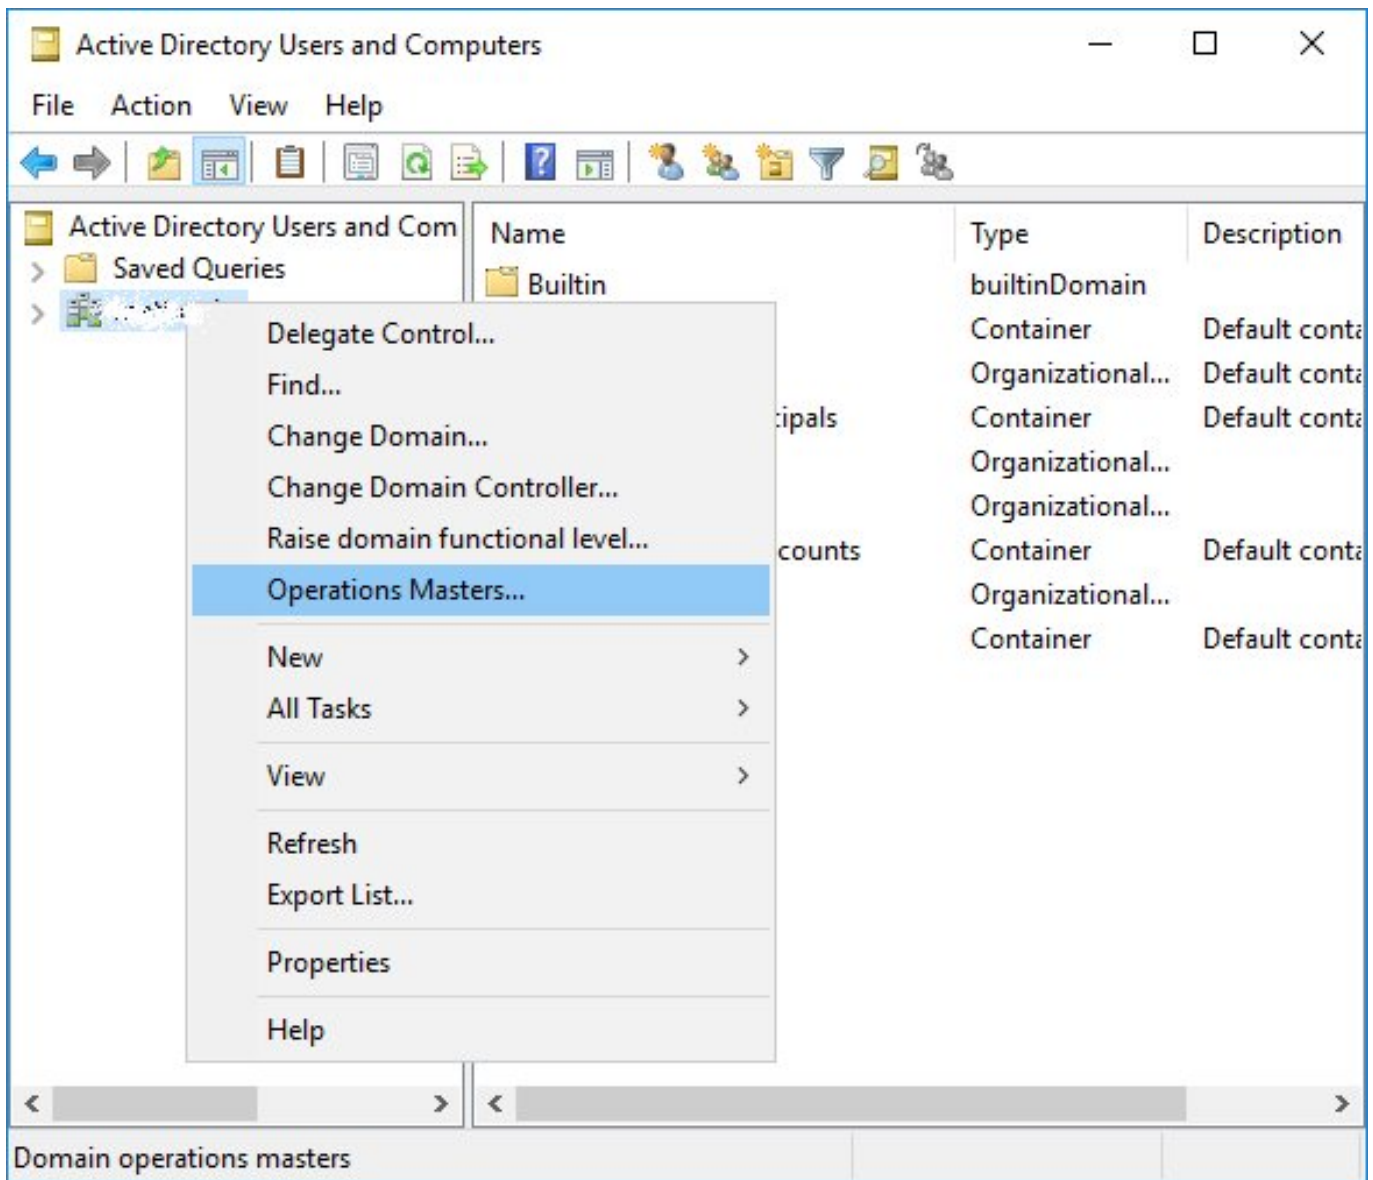 Active Directory Users and Computers
File Action View Help
Active Directory Users and Com
Saved Queries
Name Type Description
Builtin builtinDomain
Container Default conta
Organizational... Default conta
cipals Container Default conta
Organizational...
Organizational...
counts Container Default conta
Organizational...
Container Default conta
Delegate Control...
Find...
Change Domain...
Change Domain Controller...
Raise domain functional level...
Operations Masters...
New
All Tasks
View
Refresh
Export List...
Properties
Help
Domain operations masters